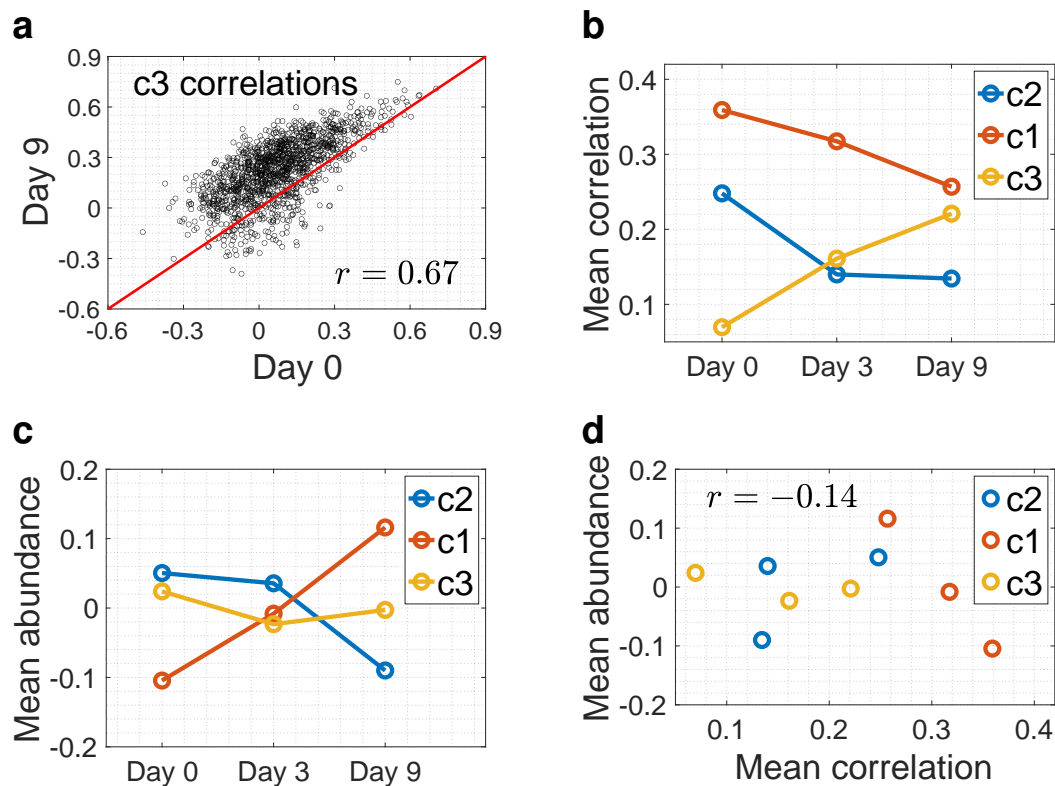 a
c3 correlations
Day 9
0.9
0.6
0.3
0
-0.3
-0.6
r = 0.67
-0.6 -0.3 0 0.3 0.6 0.9
Day 0
b
Mean correlation
0.4
0.3
0.2
0.1
c2
c1
c3
Day 0 Day 3 Day 9
c
Mean abundance
0.2
0.1
0
-0.1
-0.2
c2
c1
c3
Day 0 Day 3 Day 9
d
Mean abundance
0.2
0.1
0
-0.1
-0.2
r = −0.14
c2
c1
c3
0.1 0.2 0.3 0.4
Mean correlation